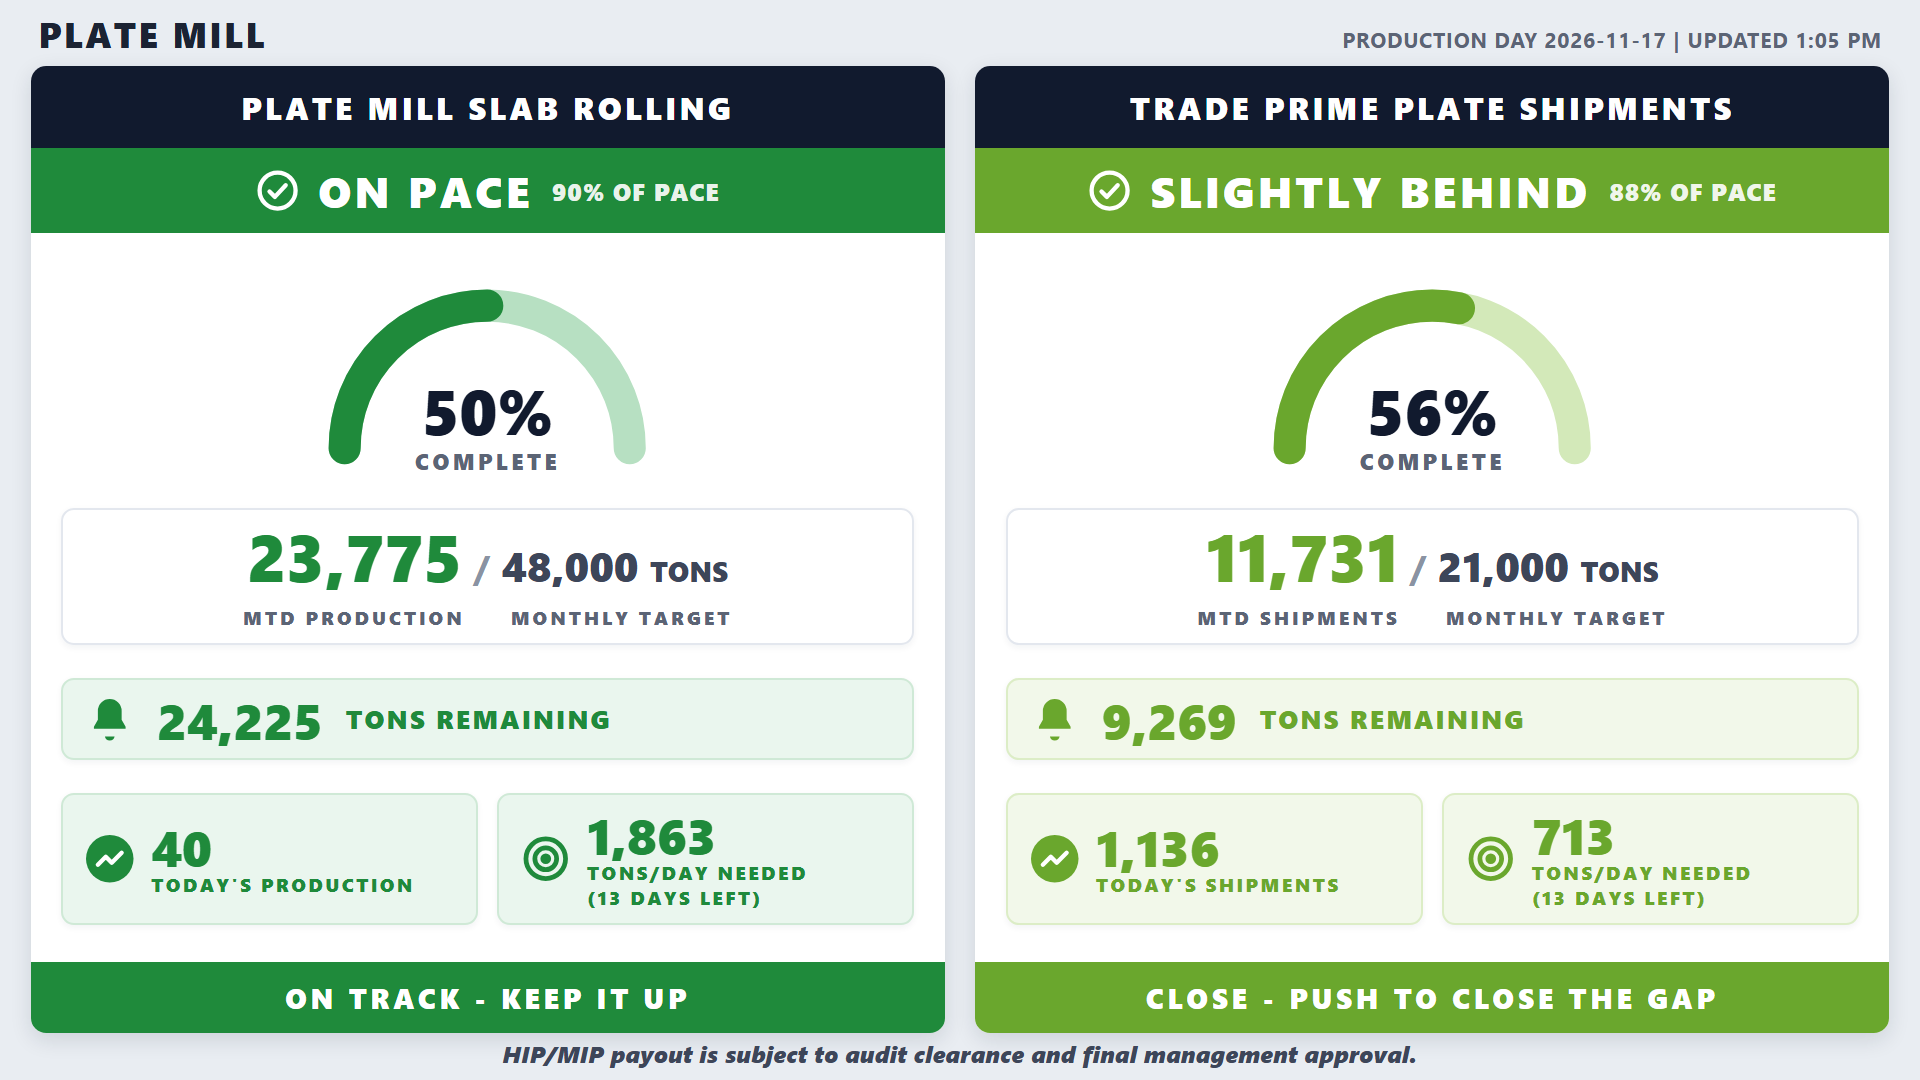 PLATE MILL
PRODUCTION DAY 2026-11-17 | UPDATED 1:05 PM
PLATE MILL SLAB ROLLING
ON PACE 90% OF PACE
50%
COMPLETE
23,775 / 48,000 TONS
MTD PRODUCTION MONTHLY TARGET
24,225 TONS REMAINING
40
TODAY'S PRODUCTION
1,863
TONS/DAY NEEDED
(13 DAYS LEFT)
ON TRACK - KEEP IT UP
TRADE PRIME PLATE SHIPMENTS
SLIGHTLY BEHIND 88% OF PACE
56%
COMPLETE
11,731 / 21,000 TONS
MTD SHIPMENTS MONTHLY TARGET
9,269 TONS REMAINING
1,136
TODAY'S SHIPMENTS
713
TONS/DAY NEEDED
(13 DAYS LEFT)
CLOSE - PUSH TO CLOSE THE GAP
HIP/MIP payout is subject to audit clearance and final management approval.